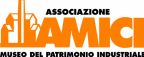 ASSOCIAZIONE
AMICI
MUSEO DEL PATRIMONIO INDUSTRIALE